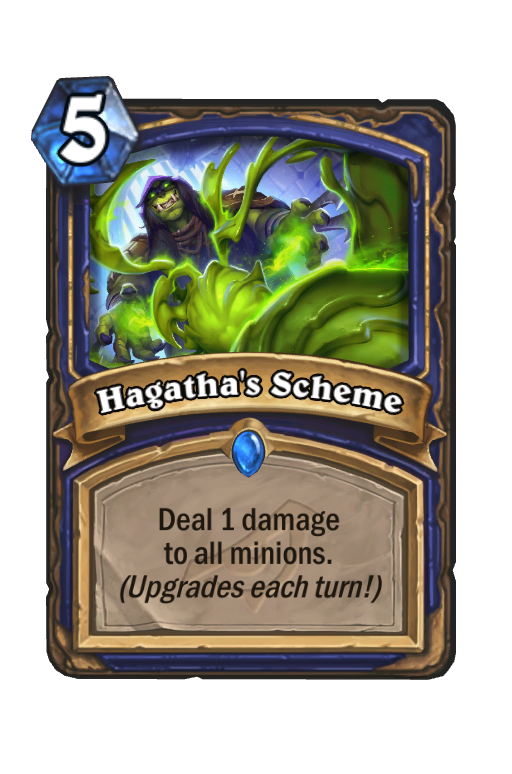 5
Hagatha's Scheme
Deal 1 damage
to all minions.
(Upgrades each turn!)